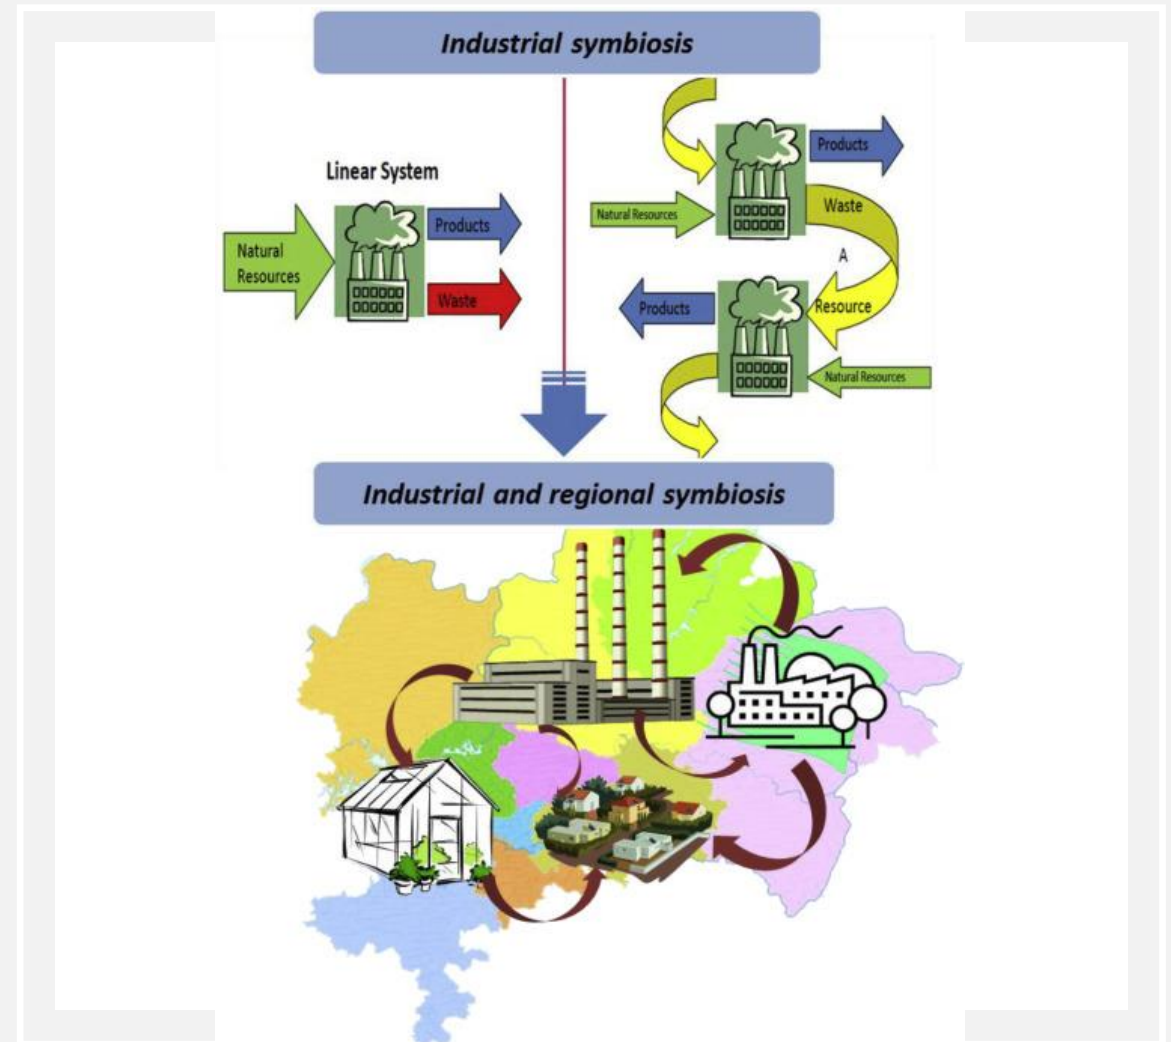 Industrial symbiosis
Linear System
Natural
Resources
Products
Waste
Products
Natural Resources
Waste
A
Products
Resource
Natural Resources
Industrial and regional symbiosis